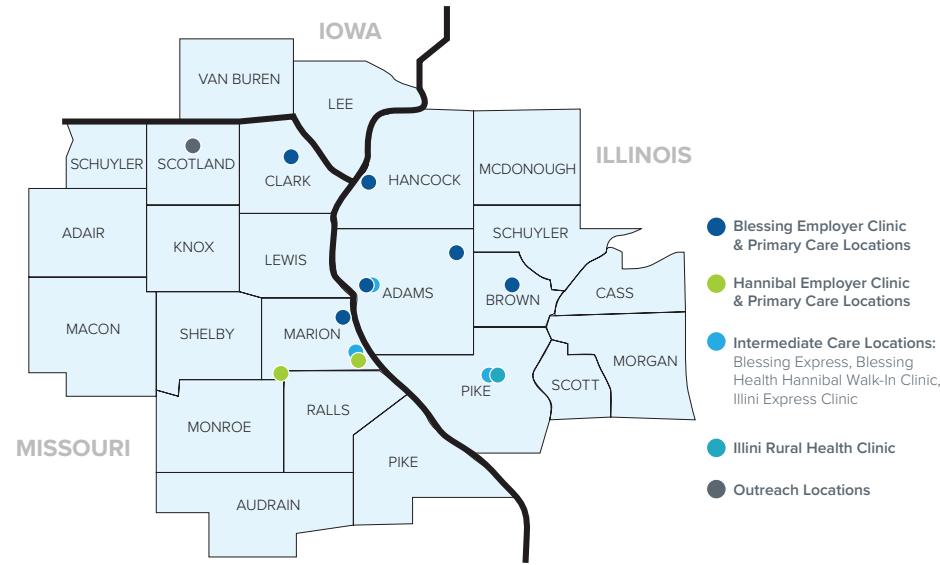 IOWA
VAN BUREN
LEE
ILLINOIS
SCHUYLER
SCOTLAND
CLARK
HANCOCK
MCDONOUGH
ADAIR
KNOX
LEWIS
SCHUYLER
ADAMS
BROWN
CASS
MACON
SHELBY
MARION
PIKE
SCOTT
MORGAN
MONROE
RALLS
MISSOURI
PIKE
AUDRAIN
Blessing Employer Clinic
& Primary Care Locations
Hannibal Employer Clinic
& Primary Care Locations
Intermediate Care Locations:
Blessing Express, Blessing
Health Hannibal Walk-In Clinic,
Illini Express Clinic
Illini Rural Health Clinic
Outreach Locations